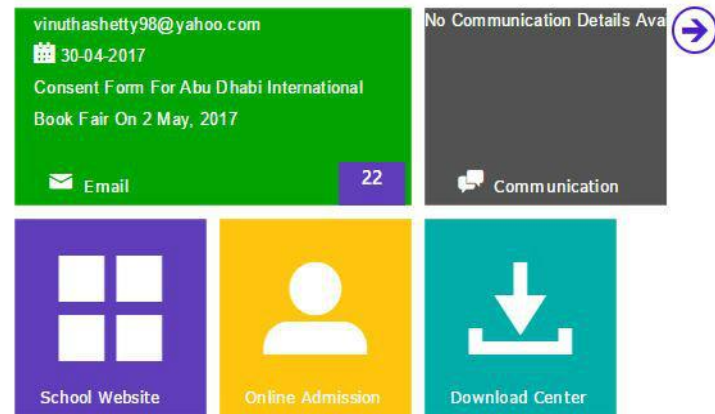 vinuthashetty98@yahoo.com
30-04-2017
Consent Form For Abu Dhabi International
Book Fair On 2 May, 2017
Email
22
No Communication Details Ava
Communication
School Website
Online Admission
Download Center